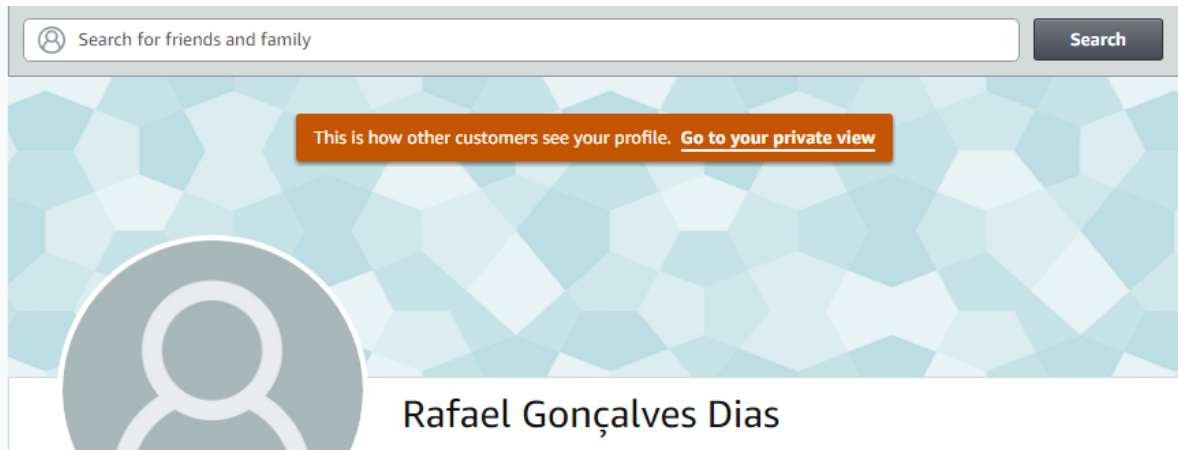 Search for friends and family
Search
This is how other customers see your profile. Go to your private view
Rafael Gonçalves Dias